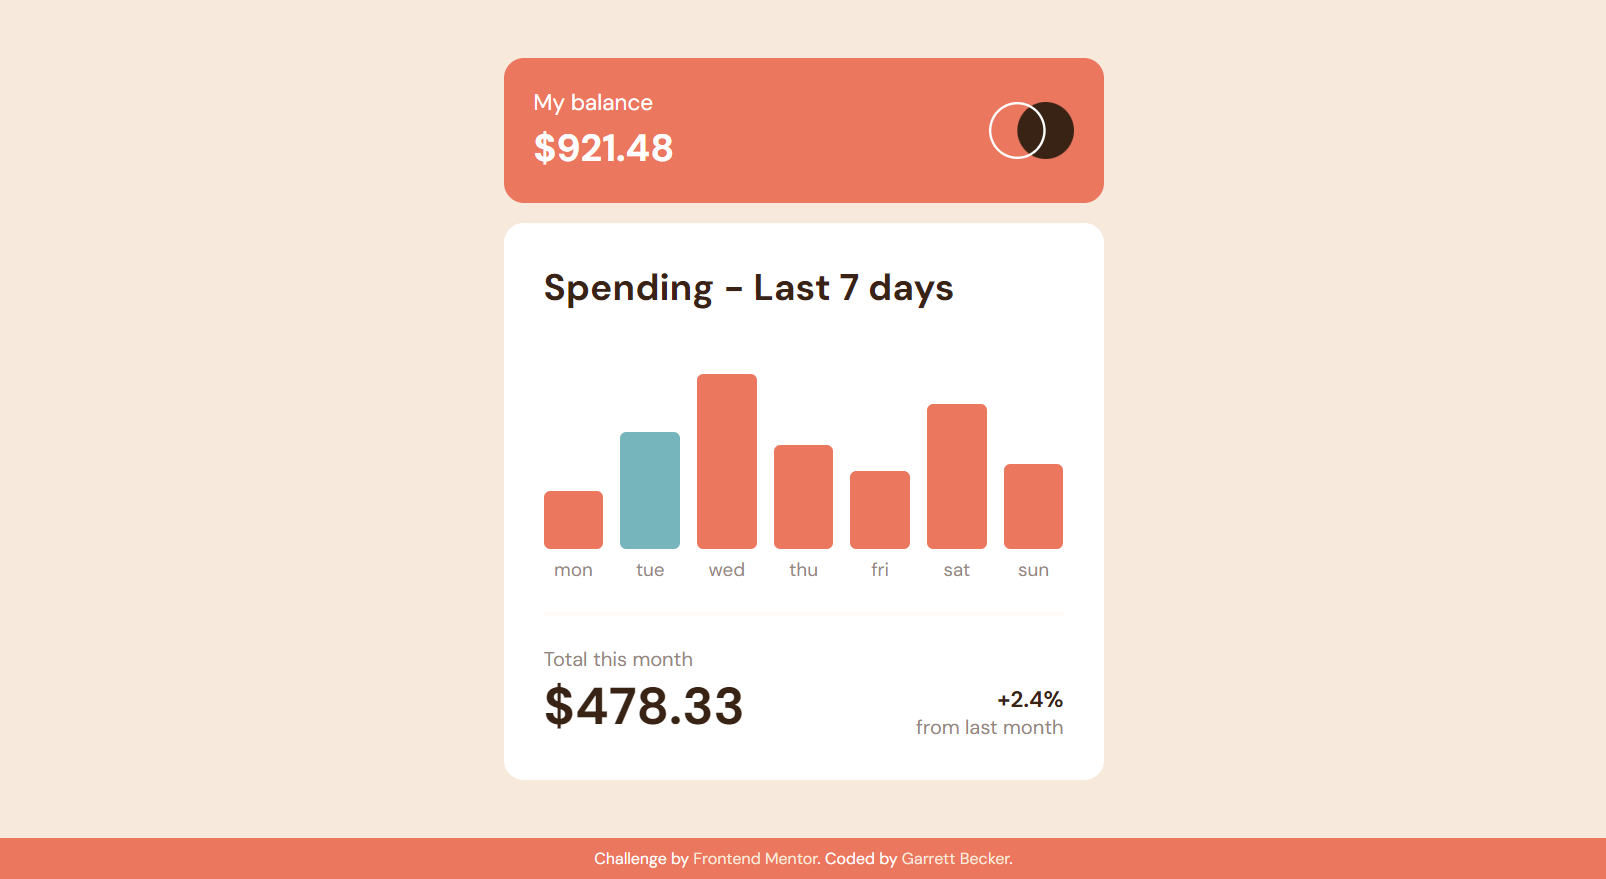 My balance
$921.48
Spending - Last 7 days
mon tue wed thu fri sat sun
Total this month
$478.33
+2.4%
from last month
Challenge by Frontend Mentor. Coded by Garrett Becker.